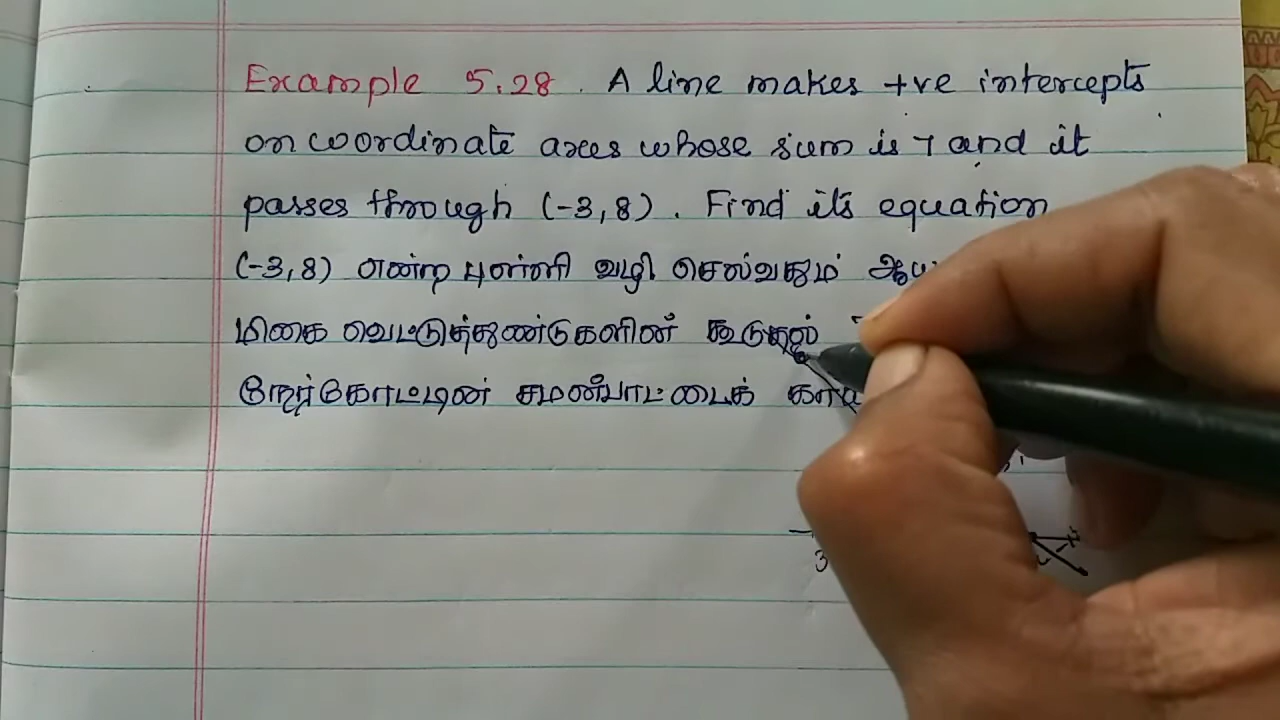 Example 5.28. A line makes +ve intercepts
on coordinate axes whose sum is 7 and it
passes through (-3,8). Find its equation
(-3,8) என்ற புள்ளி வழி செல்வதும்
மிகை வெட்டுத்துண்டுகளின் கூடுதல்
நேர்கோட்டின் சமன்பாட்டைக்
3